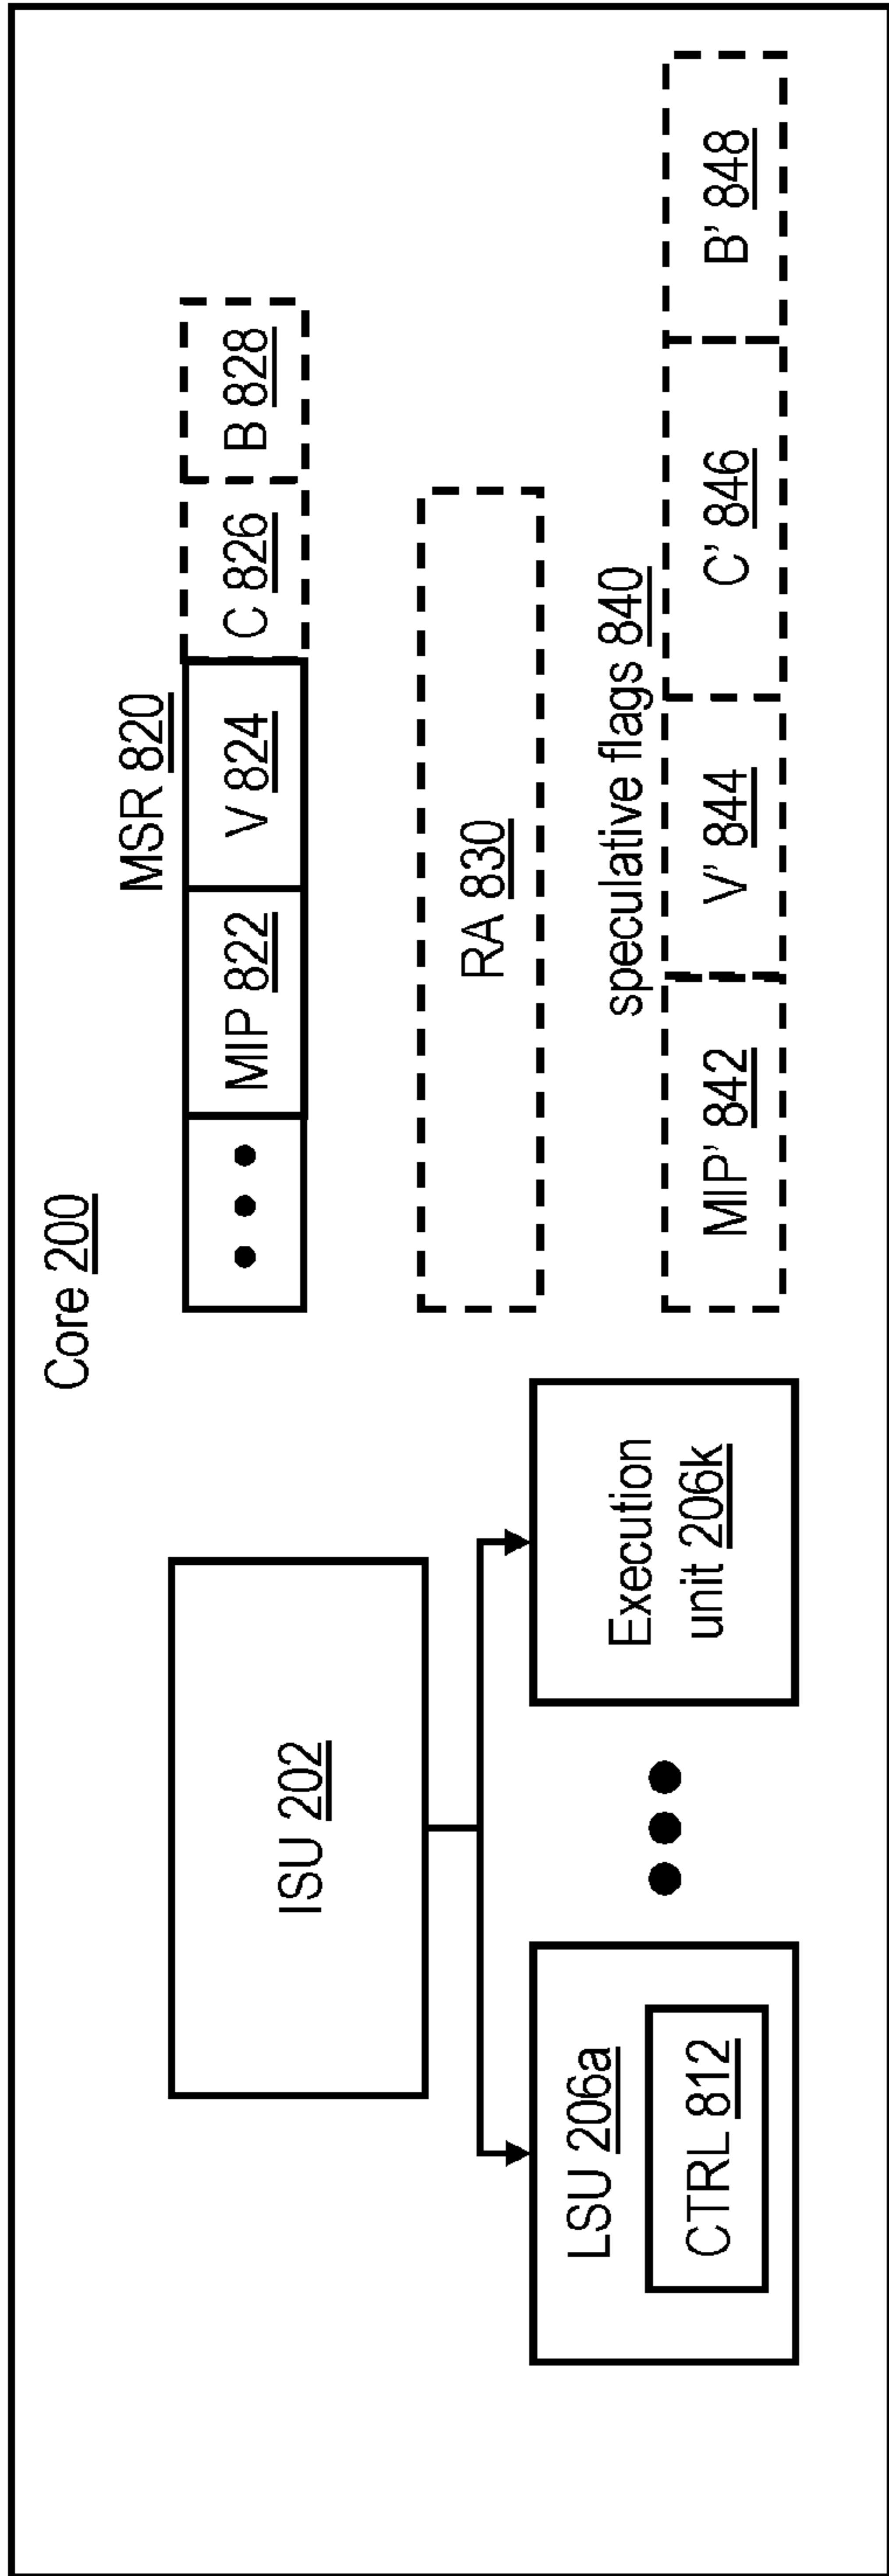 Core 200
ISU 202
LSU 206a
CTRL 812
Execution
unit 206k
MSR 820
MIP 822
V 824
C 826
B 828
RA 830
speculative flags 840
MIP' 842
V' 844
C' 846
B' 848